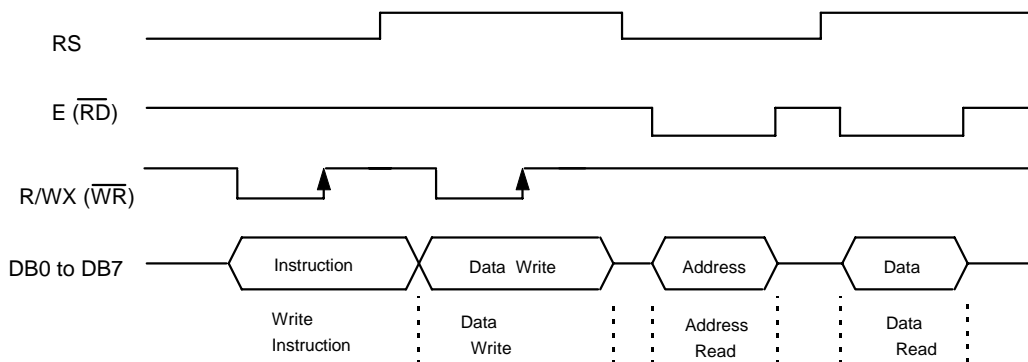 RS
E (RD)
R/WX (WR)
DB0 to DB7
Instruction
Data Write
Address
Data
Write
Instruction
Data
Write
Address
Read
Data
Read